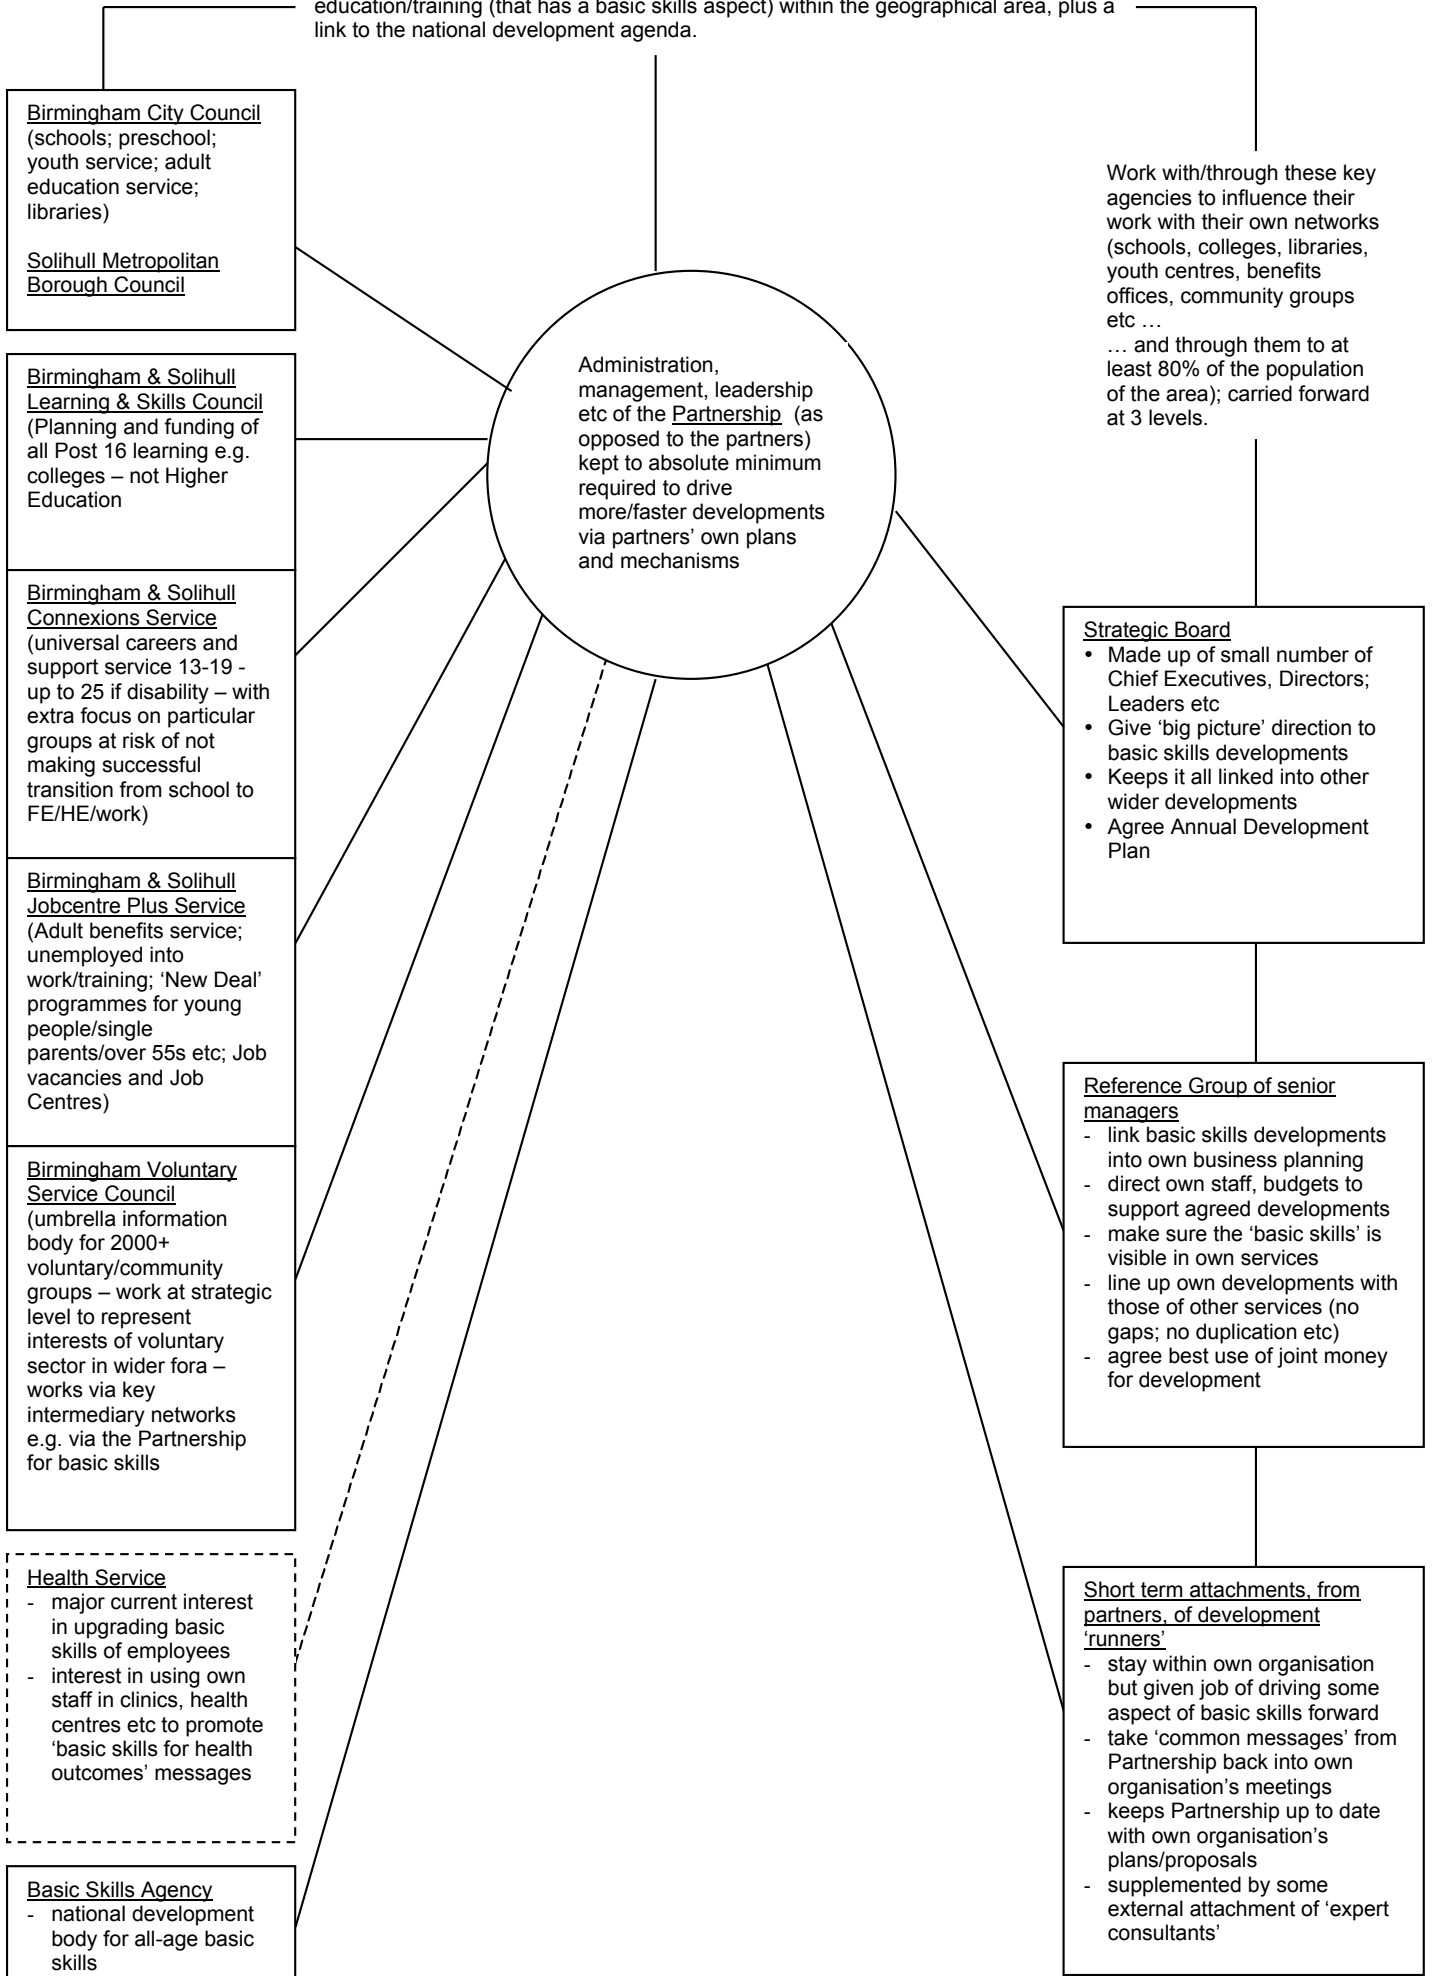 education/training (that has a basic skills aspect) within the geographical area, plus a
link to the national development agenda.
Birmingham City Council
(schools; preschool;
youth service; adult
education service;
libraries)
Solihull Metropolitan
Borough Council
Birmingham & Solihull
Learning & Skills Council
(Planning and funding of
all Post 16 learning e.g.
colleges – not Higher
Education
Birmingham & Solihull
Connexions Service
(universal careers and
support service 13-19 -
up to 25 if disability – with
extra focus on particular
groups at risk of not
making successful
transition from school to
FE/HE/work)
Birmingham & Solihull
Jobcentre Plus Service
(Adult benefits service;
unemployed into
work/training; ‘New Deal’
programmes for young
people/single
parents/over 55s etc; Job
vacancies and Job
Centres)
Birmingham Voluntary
Service Council
(umbrella information
body for 2000+
voluntary/community
groups – work at strategic
level to represent
interests of voluntary
sector in wider fora –
works via key
intermediary networks
e.g. via the Partnership
for basic skills
Health Service
- major current interest
in upgrading basic
skills of employees
- interest in using own
staff in clinics, health
centres etc to promote
‘basic skills for health
outcomes’ messages
Basic Skills Agency
- national development
body for all-age basic
skills
Administration,
management, leadership
etc of the Partnership (as
opposed to the partners)
kept to absolute minimum
required to drive
more/faster developments
via partners’ own plans
and mechanisms
Work with/through these key
agencies to influence their
work with their own networks
(schools, colleges, libraries,
youth centres, benefits
offices, community groups
etc …
… and through them to at
least 80% of the population
of the area); carried forward
at 3 levels.
Strategic Board
• Made up of small number of
Chief Executives, Directors;
Leaders etc
• Give ‘big picture’ direction to
basic skills developments
• Keeps it all linked into other
wider developments
• Agree Annual Development
Plan
Reference Group of senior
managers
- link basic skills developments
into own business planning
- direct own staff, budgets to
support agreed developments
- make sure the ‘basic skills’ is
visible in own services
- line up own developments with
those of other services (no
gaps; no duplication etc)
- agree best use of joint money
for development
Short term attachments, from
partners, of development
‘runners’
- stay within own organisation
but given job of driving some
aspect of basic skills forward
- take ‘common messages’ from
Partnership back into own
organisation’s meetings
- keeps Partnership up to date
with own organisation’s
plans/proposals
- supplemented by some
external attachment of ‘expert
consultants’